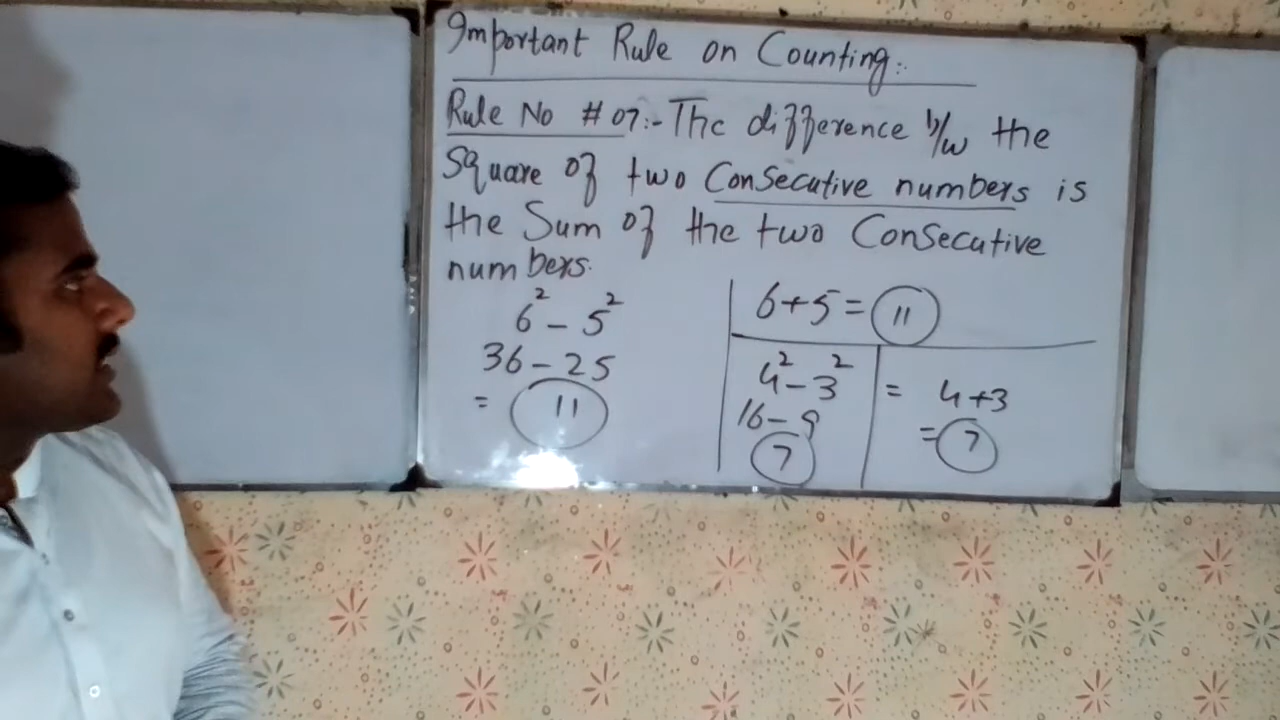 Important Rule on Counting:
Rule No # 07:- The difference b/w the
Square of two Consecutive numbers is
the Sum of the two Consecutive
numbers.
6² - 5²
36 - 25
= 11
6+5 = 11
4² - 3²
16 - 9
7
= 4+3
= 7